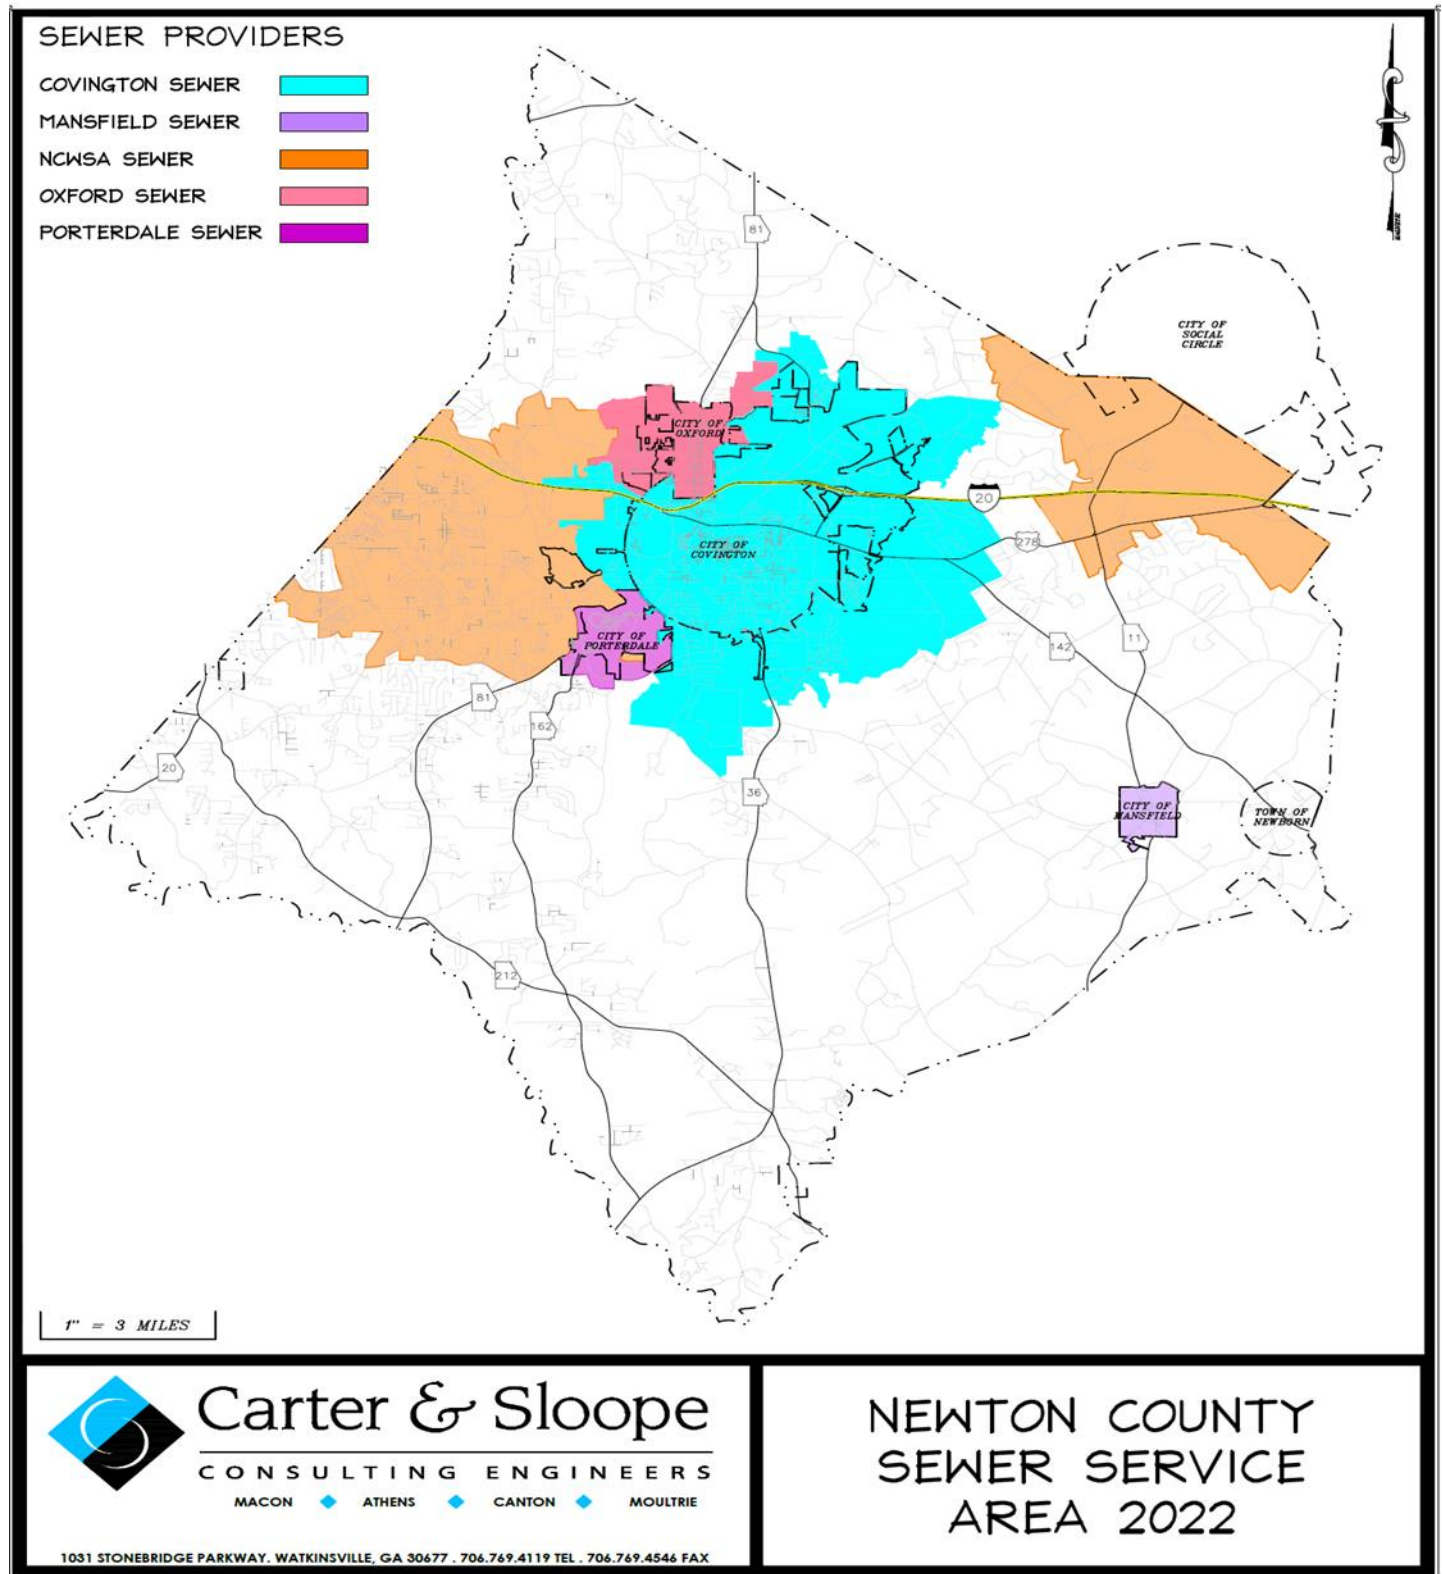 SEWER PROVIDERS
COVINGTON SEWER
MANSFIELD SEWER
NCWSA SEWER
OXFORD SEWER
PORTERDALE SEWER
81
CITY OF
SOCIAL
CIRCLE
CITY OF
OXFORD
20
CITY OF
COVINGTON
278
CITY OF
PORTERDALE
142
11
81
162
20
36
CITY OF
MANSFIELD
TOWN OF
NEWBORN
212
1" = 3 MILES
Carter & Sloope
CONSULTING ENGINEERS
MACON ATHENS CANTON MOULTRIE
1031 STONEBRIDGE PARKWAY. WATKINSVILLE, GA 30677 . 706.769.4119 TEL . 706.769.4546 FAX
NEWTON COUNTY
SEWER SERVICE
AREA 2022